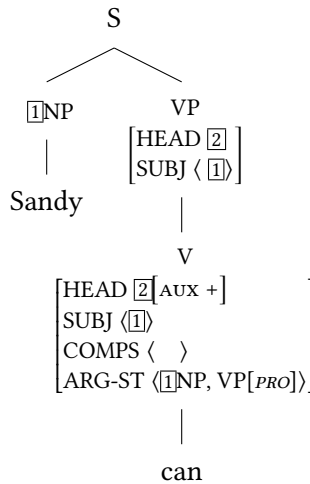 S
1NP VP
HEAD 2
SUBJ ⟨ 1⟩
Sandy
V
HEAD 2[AUX +]
SUBJ ⟨1⟩
COMPS ⟨ ⟩
ARG-ST ⟨1NP, VP[PRO]⟩
can